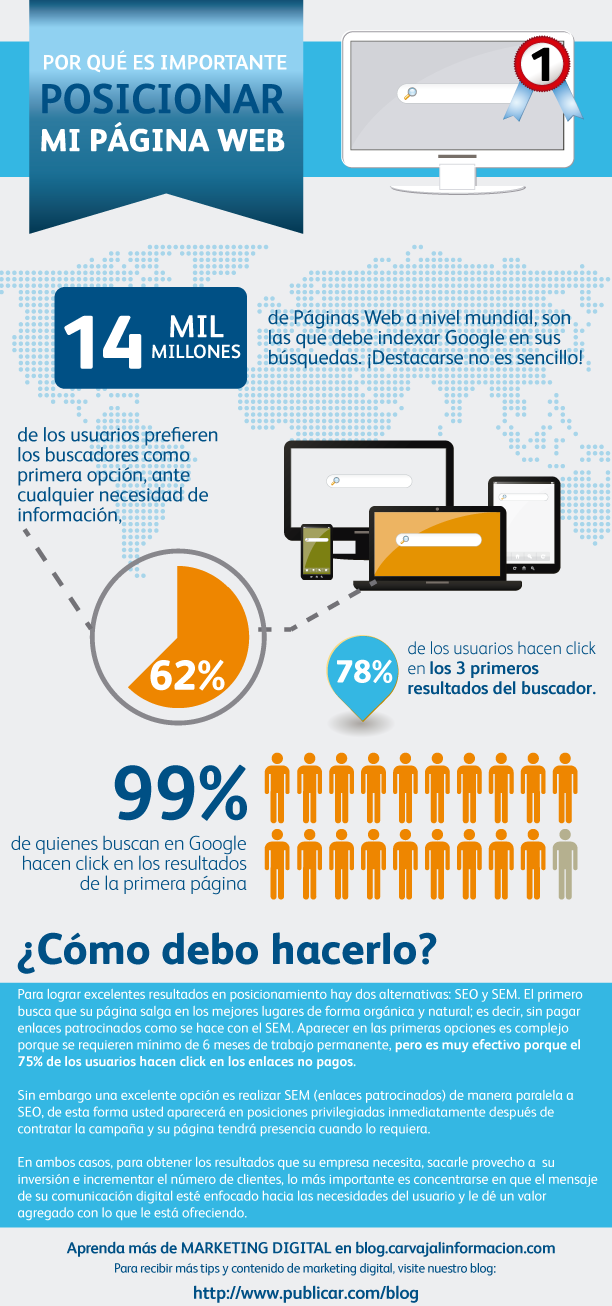 POR QUÉ ES IMPORTANTE
POSICIONAR
MI PÁGINA WEB
1
14 MIL
MILLONES
de Páginas Web a nivel mundial, son
las que debe indexar Google en sus
búsquedas. ¡Destacarse no es sencillo!
de los usuarios prefieren
los buscadores como
primera opción, ante
cualquier necesidad de
información,
62%
78%
de los usuarios hacen click
en los 3 primeros
resultados del buscador.
99%
de quienes buscan en Google
hacen click en los resultados
de la primera página
¿Cómo debo hacerlo?
Para lograr excelentes resultados en posicionamiento hay dos alternativas: SEO y SEM. El primero
busca que su página salga en los mejores lugares de forma orgánica y natural; es decir, sin pagar
enlaces patrocinados como se hace con el SEM. Aparecer en las primeras opciones es complejo
porque se requieren mínimo de 6 meses de trabajo permanente, pero es muy efectivo porque el
75% de los usuarios hacen click en los enlaces no pagos.
Sin embargo una excelente opción es realizar SEM (enlaces patrocinados) de manera paralela a
SEO, de esta forma usted aparecerá en posiciones privilegiadas inmediatamente después de
contratar la campaña y su página tendrá presencia cuando lo requiera.
En ambos casos, para obtener los resultados que su empresa necesita, sacarle provecho a su
inversión e incrementar el número de clientes, lo más importante es concentrarse en que el mensaje
de su comunicación digital esté enfocado hacia las necesidades del usuario y le dé un valor
agregado con lo que le está ofreciendo.
Aprenda más de MARKETING DIGITAL en blog.carvajalinformacion.com
Para recibir más tips y contenido de marketing digital, visite nuestro blog:
http://www.publicar.com/blog